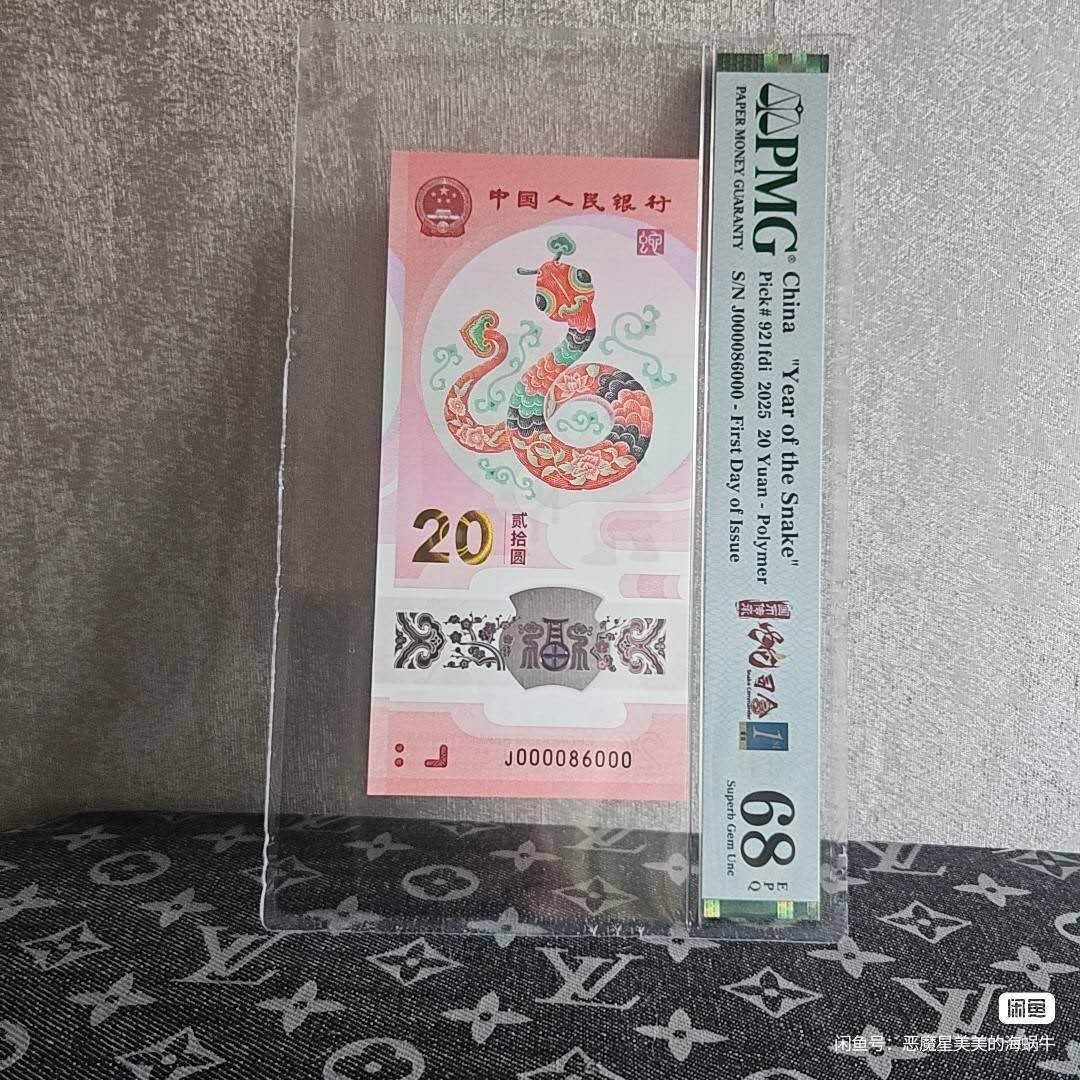 中国人民银行
蛇
20
贰拾圆
J000086000
PMG®
PAPER MONEY GUARANTY
China "Year of the Snake"
Pick# 921fdi 2025 20 Yuan - Polymer
S/N J000086000 - First Day of Issue
1st
68
EPQ
Superb Gem Unc
闲鱼
闲鱼号：恶魔星美美的海蜗牛